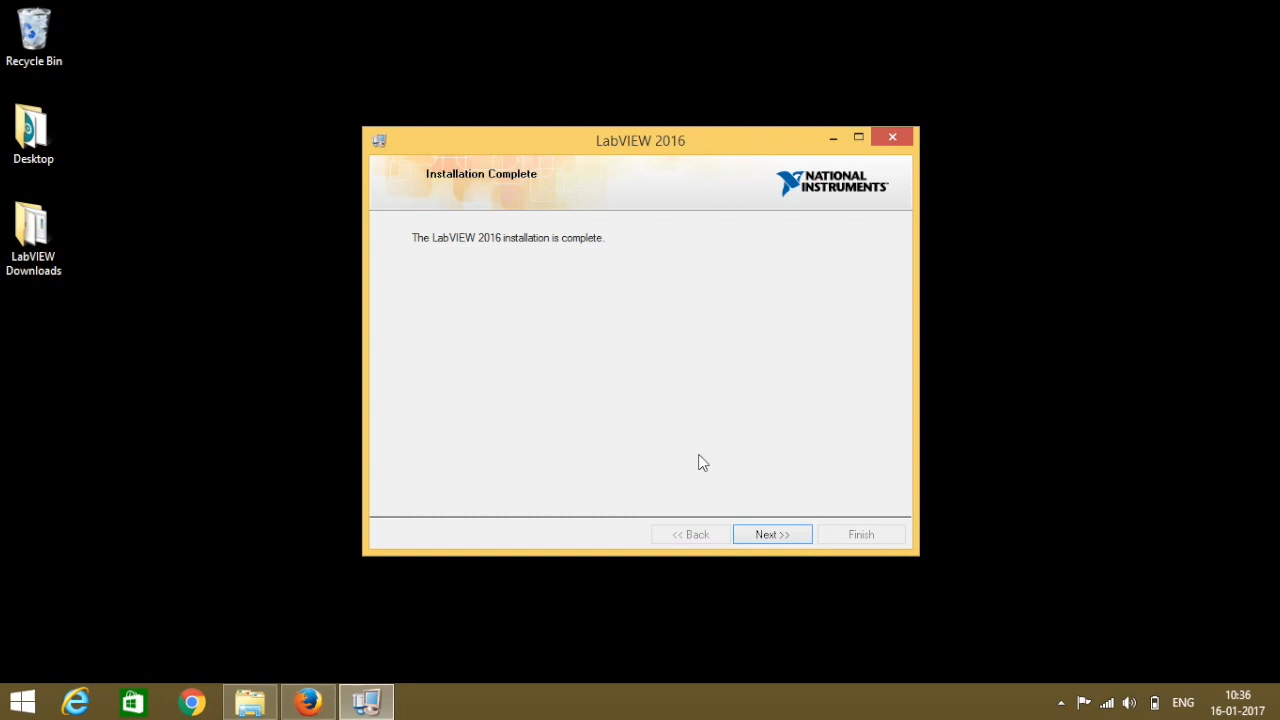 Recycle Bin
Desktop
LabVIEW
Downloads
LabVIEW 2016
Installation Complete
NATIONAL
INSTRUMENTS™
The LabVIEW 2016 installation is complete.
<< Back
Next >>
Finish
ENG
10:36
16-01-2017